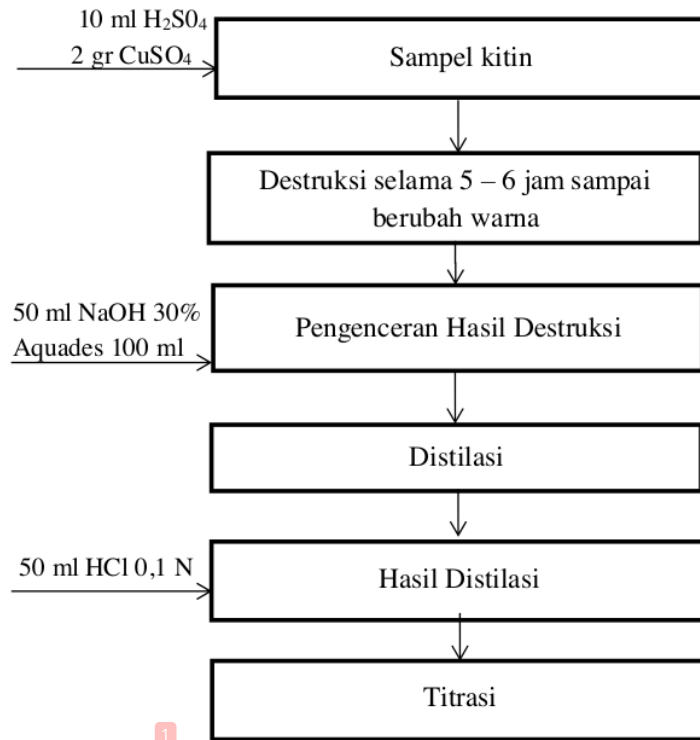 10 ml H₂S0₄
2 gr CuSO₄
Sampel kitin
Destruksi selama 5 – 6 jam sampai
berubah warna
50 ml NaOH 30%
Aquades 100 ml
Pengenceran Hasil Destruksi
Distilasi
50 ml HCl 0,1 N
Hasil Distilasi
Titrasi
1